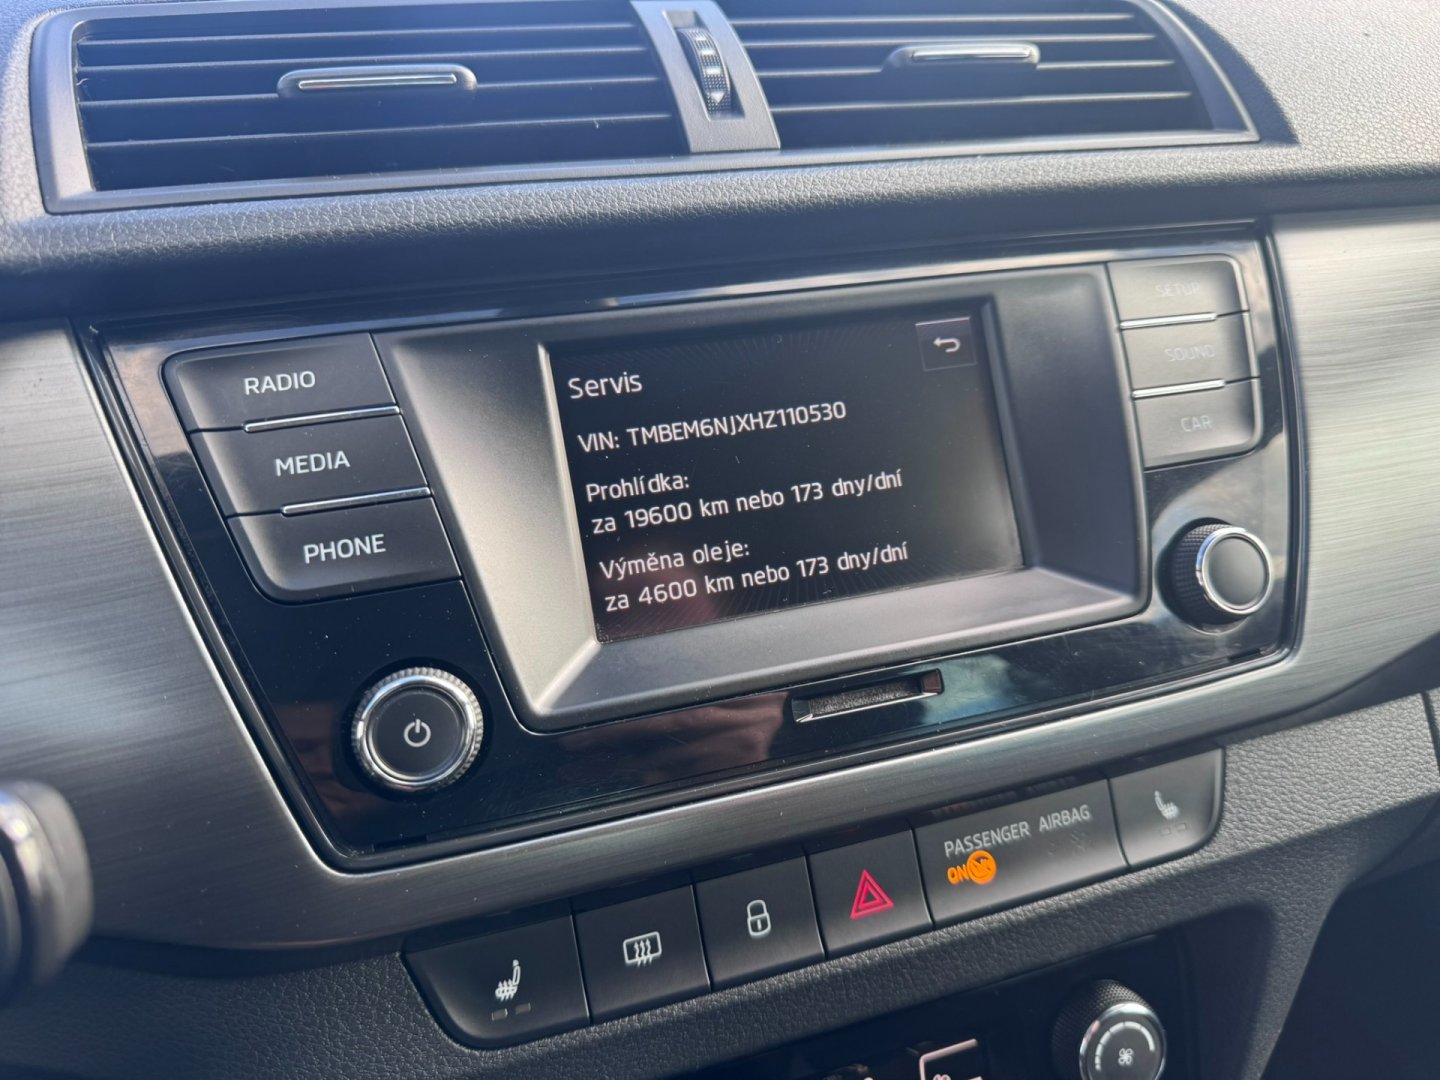 RADIO
MEDIA
PHONE
Servis
VIN: TMBEM6NJXHZ110530
Prohlídka:
za 19600 km nebo 173 dny/dní
Výměna oleje:
za 4600 km nebo 173 dny/dní
SETUP
SOUND
CAR
PASSENGER AIRBAG
ON